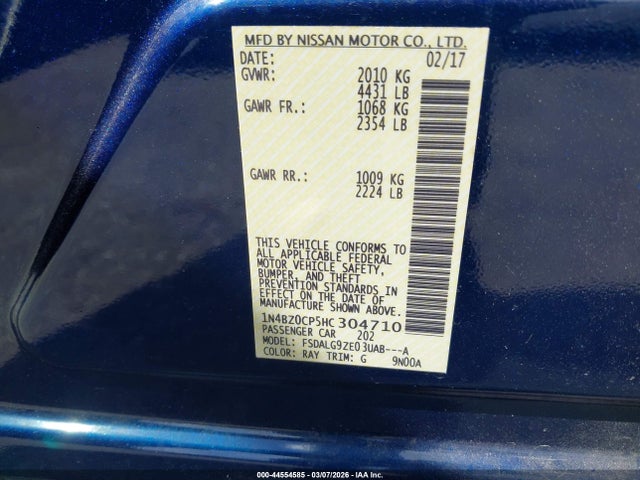 MFD BY NISSAN MOTOR CO., LTD.
DATE: 02/17
GVWR: 2010 KG
4431 LB
GAWR FR.: 1068 KG
2354 LB
GAWR RR.: 1009 KG
2224 LB
THIS VEHICLE CONFORMS TO
ALL APPLICABLE FEDERAL
MOTOR VEHICLE SAFETY,
BUMPER, AND THEFT
PREVENTION STANDARDS IN
EFFECT ON THE DATE OF
MANUFACTURE SHOWN ABOVE.
1N4BZ0CP5HC 304710
PASSENGER CAR 202
MODEL: FSDALG9ZE03UAB---A
COLOR: RAY TRIM: G 9N00A
000-44554585 - 03/07/2026 - IAA Inc.